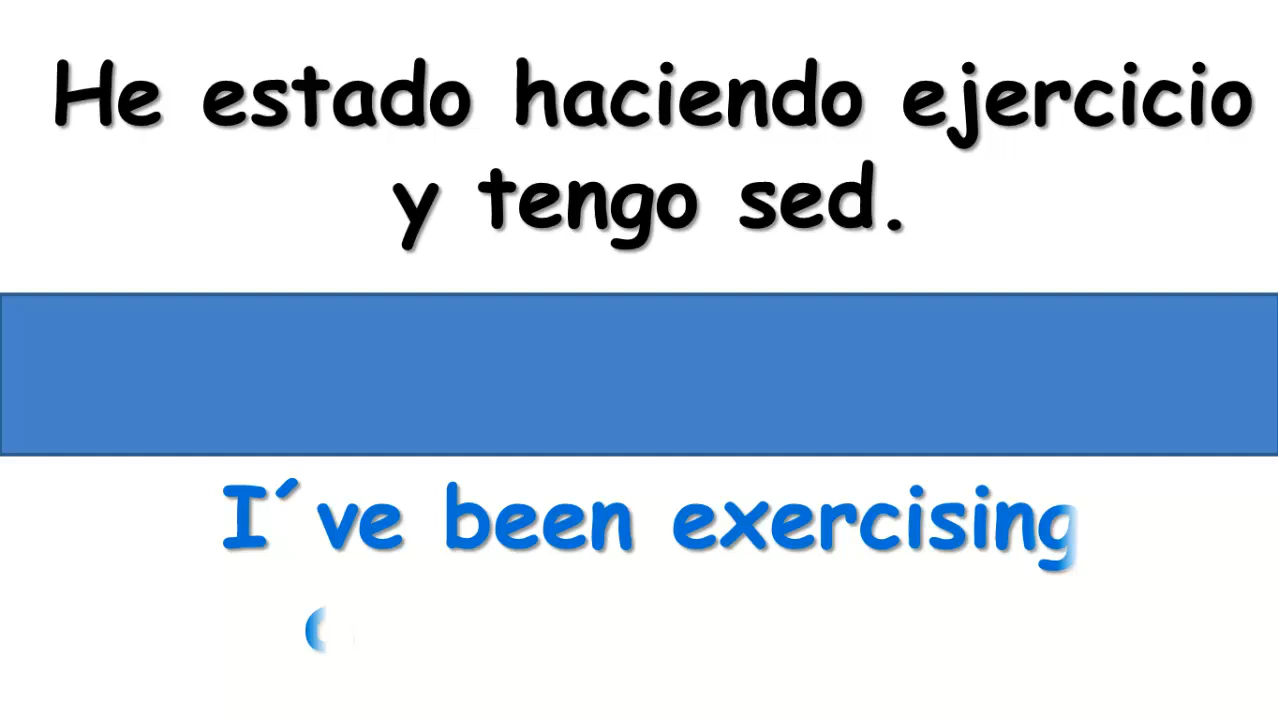 He estado haciendo ejercicio
y tengo sed.
I´ve been exercising